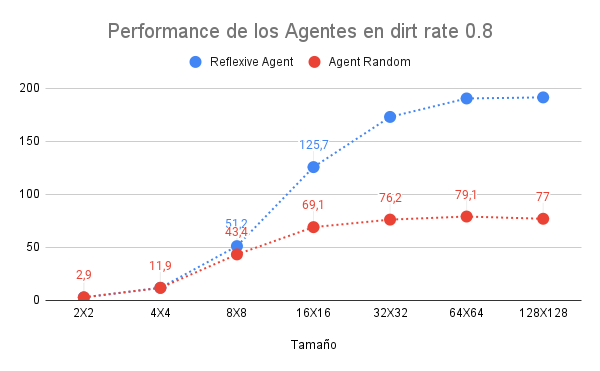 Performance de los Agentes en dirt rate 0.8
Reflexive Agent
Agent Random
200
150
100
50
0
125,7
51,2
2,9
11,9
43,4
69,1
76,2
79,1
77
2X2
4X4
8X8
16X16
32X32
64X64
128X128
Tamaño